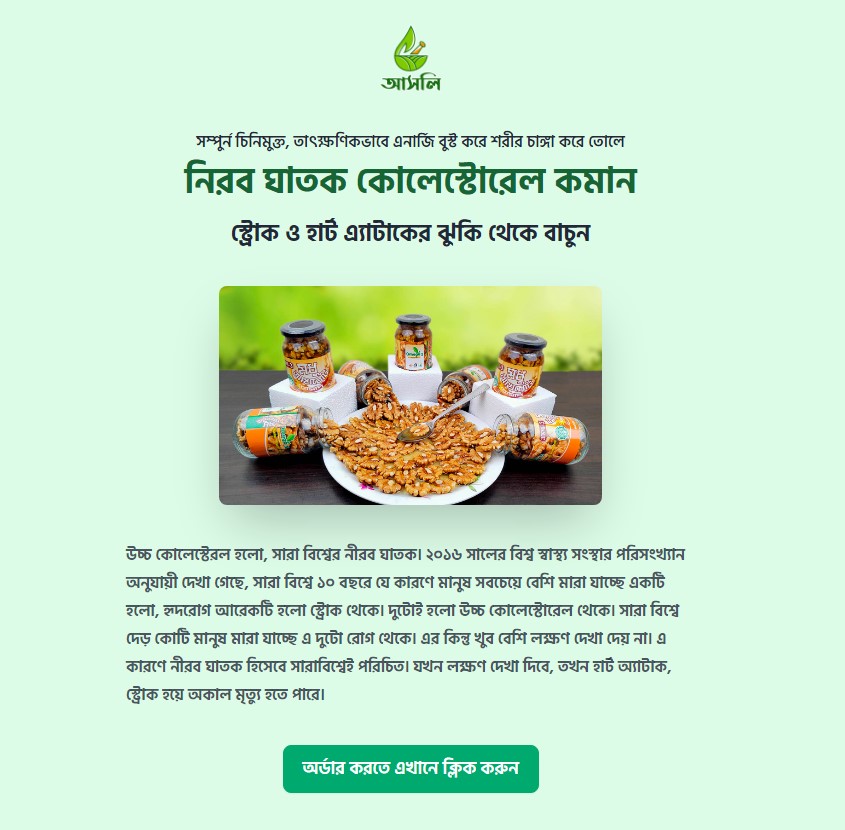 আসলি
সম্পুর্ন চিনিমুক্ত, তাৎক্ষণিকভাবে এনার্জি বুস্ট করে শরীর চাঙ্গা করে তোলে
নিরব ঘাতক কোলেস্টোরেল কমান
স্ট্রোক ও হার্ট এ্যাটাকের ঝুকি থেকে বাচুন
উচ্চ কোলেস্টেরল হলো, সারা বিশ্বের নীরব ঘাতক। ২০১৬ সালের বিশ্ব স্বাস্থ্য সংস্থার পরিসংখ্যান
অনুযায়ী দেখা গেছে, সারা বিশ্বে ১০ বছরে যে কারণে মানুষ সবচেয়ে বেশি মারা যাচ্ছে একটি
হলো, হৃদরোগ আরেকটি হলো স্ট্রোক থেকে। দুটোই হলো উচ্চ কোলেস্টোরেল থেকে। সারা বিশ্বে
দেড় কোটি মানুষ মারা যাচ্ছে এ দুটো রোগ থেকে। এর কিন্তু খুব বেশি লক্ষণ দেখা দেয় না। এ
কারণে নীরব ঘাতক হিসেবে সারাবিশ্বেই পরিচিত। যখন লক্ষণ দেখা দিবে, তখন হার্ট অ্যাটাক,
স্ট্রোক হয়ে অকাল মৃত্যু হতে পারে।
অর্ডার করতে এখানে ক্লিক করুন